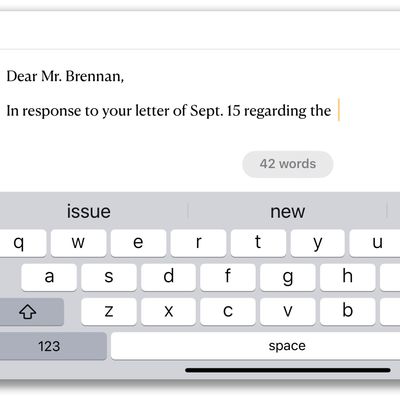 Dear Mr. Brennan,
In response to your letter of Sept. 15 regarding the
42 words
issue new
q w e r t y u
a s d f g h
z x c v b
123 space